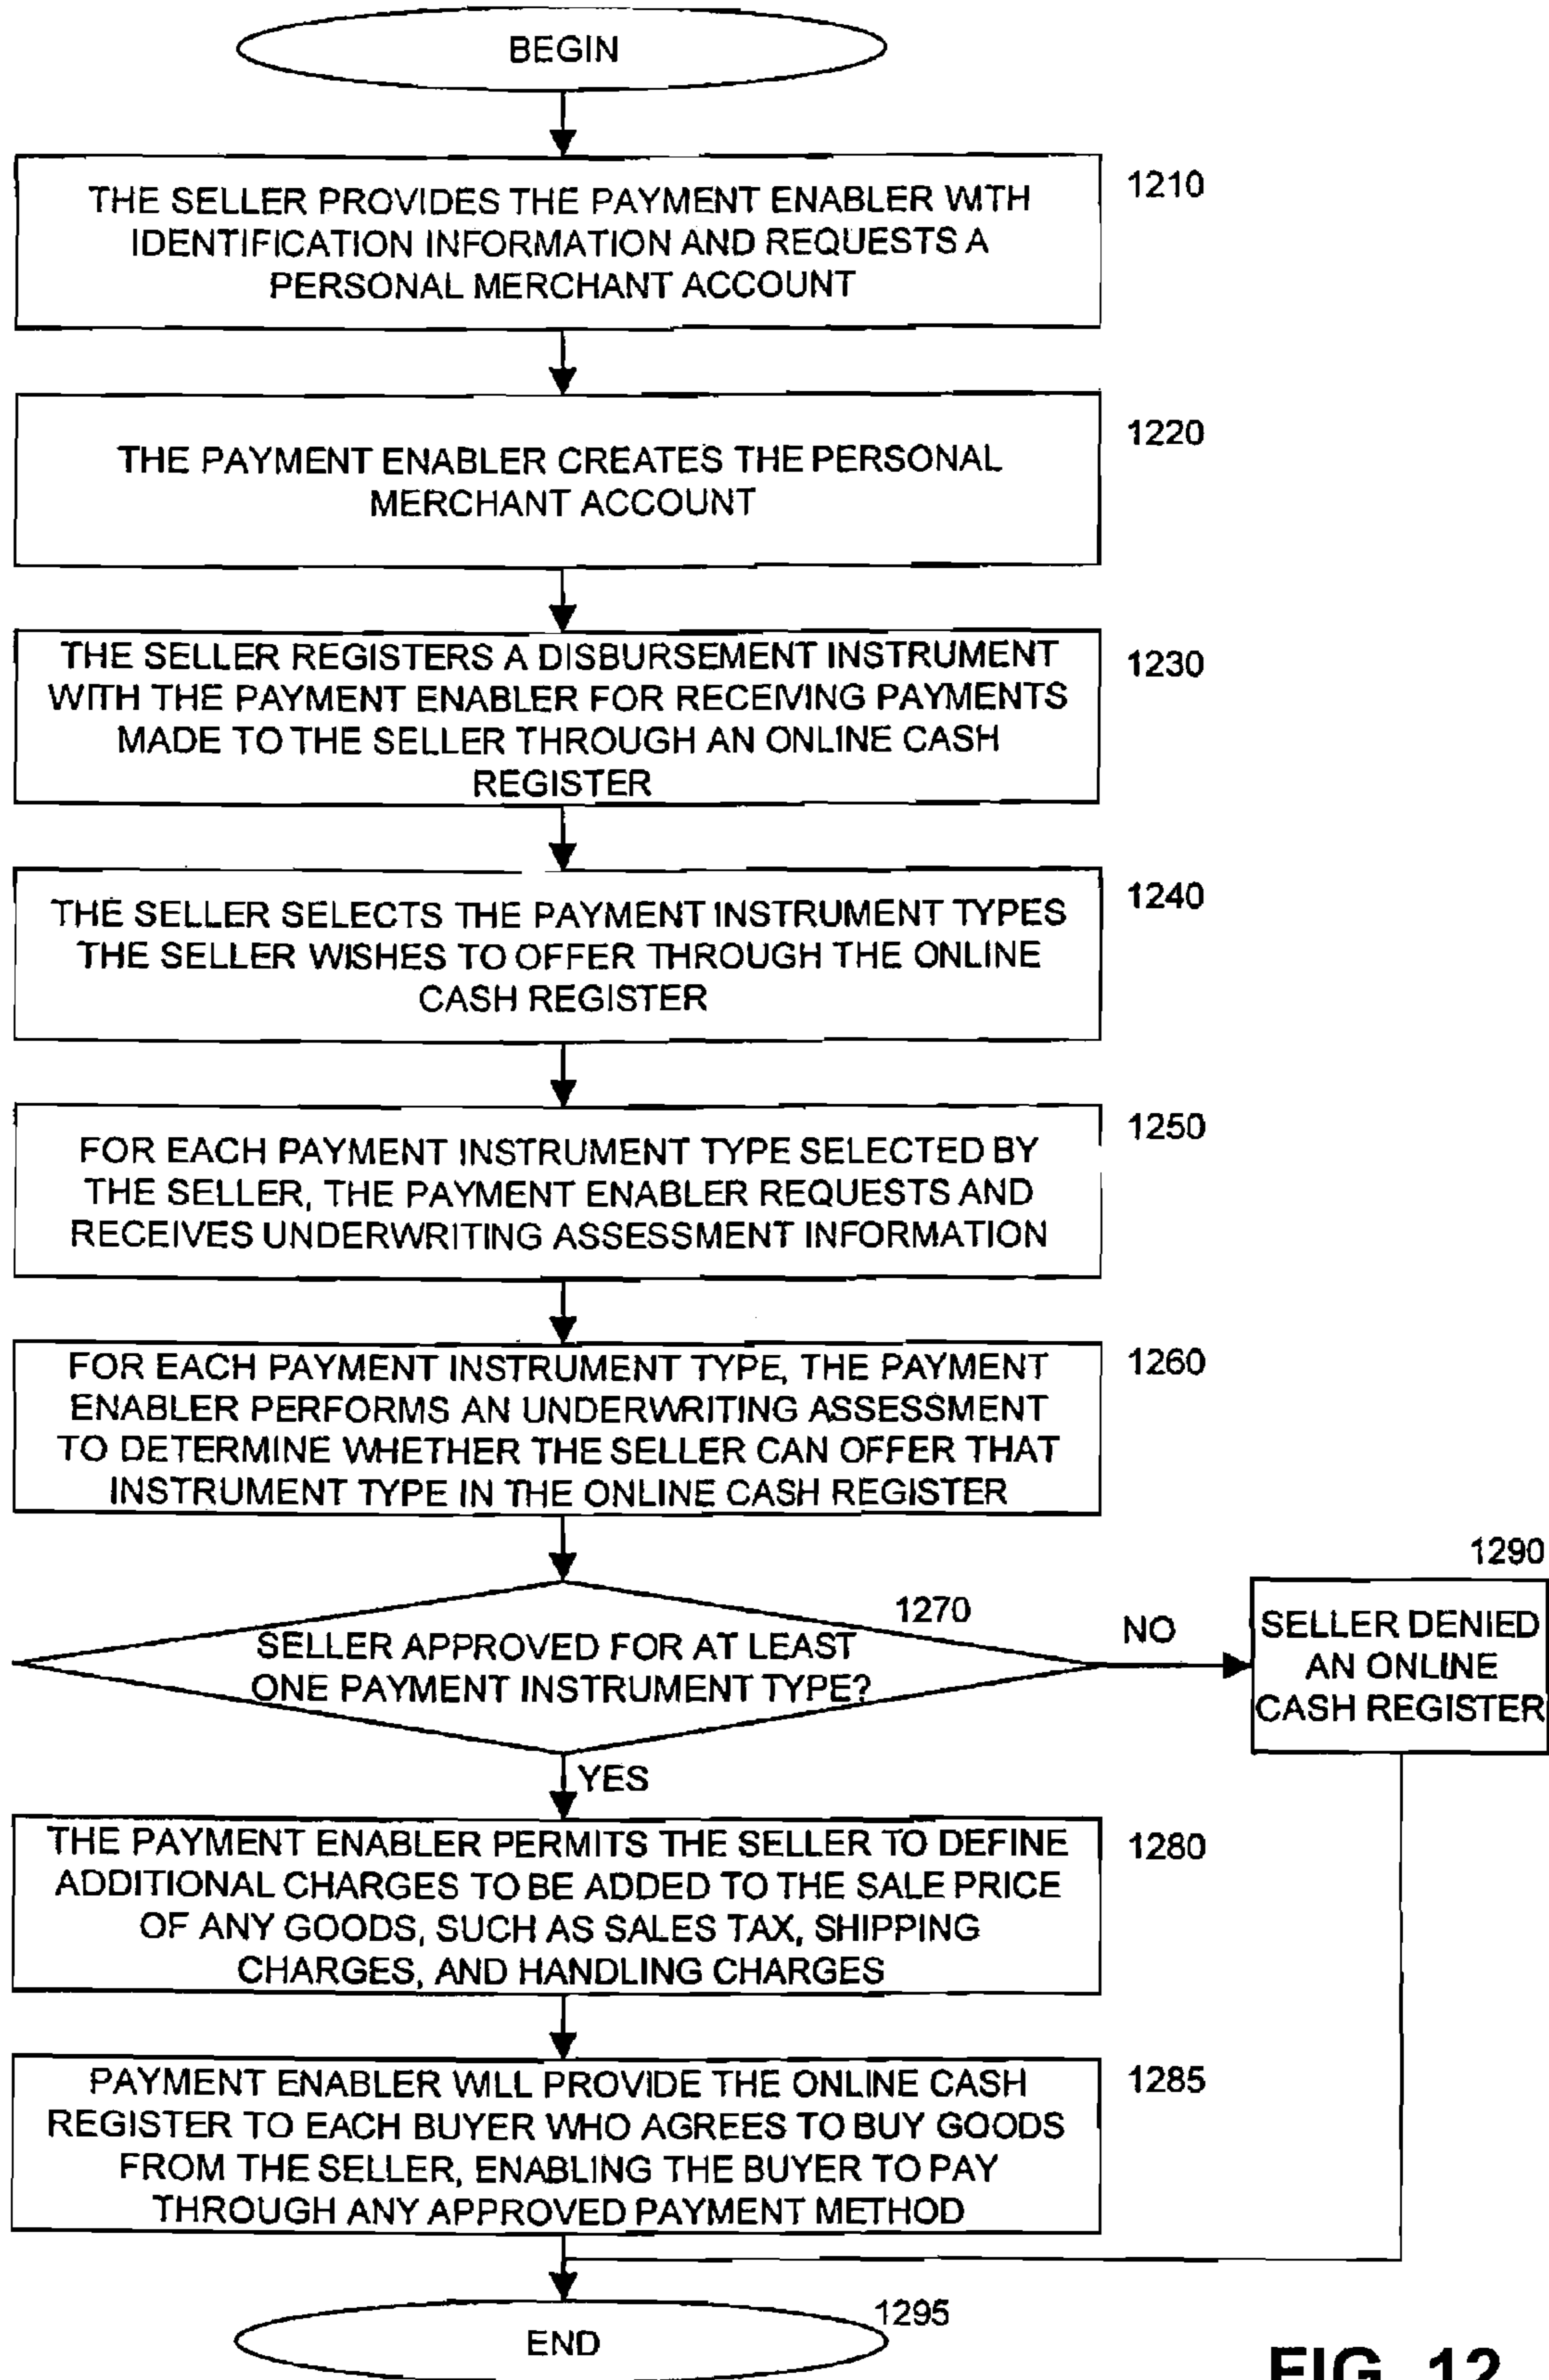 BEGIN
THE SELLER PROVIDES THE PAYMENT ENABLER WITH
IDENTIFICATION INFORMATION AND REQUESTS A
PERSONAL MERCHANT ACCOUNT
1210
THE PAYMENT ENABLER CREATES THE PERSONAL
MERCHANT ACCOUNT
1220
THE SELLER REGISTERS A DISBURSEMENT INSTRUMENT
WITH THE PAYMENT ENABLER FOR RECEIVING PAYMENTS
MADE TO THE SELLER THROUGH AN ONLINE CASH
REGISTER
1230
THE SELLER SELECTS THE PAYMENT INSTRUMENT TYPES
THE SELLER WISHES TO OFFER THROUGH THE ONLINE
CASH REGISTER
1240
FOR EACH PAYMENT INSTRUMENT TYPE SELECTED BY
THE SELLER, THE PAYMENT ENABLER REQUESTS AND
RECEIVES UNDERWRITING ASSESSMENT INFORMATION
1250
FOR EACH PAYMENT INSTRUMENT TYPE, THE PAYMENT
ENABLER PERFORMS AN UNDERWRITING ASSESSMENT
TO DETERMINE WHETHER THE SELLER CAN OFFER THAT
INSTRUMENT TYPE IN THE ONLINE CASH REGISTER
1260
SELLER APPROVED FOR AT LEAST
ONE PAYMENT INSTRUMENT TYPE?
1270
NO
1290
SELLER DENIED
AN ONLINE
CASH REGISTER
YES
THE PAYMENT ENABLER PERMITS THE SELLER TO DEFINE
ADDITIONAL CHARGES TO BE ADDED TO THE SALE PRICE
OF ANY GOODS, SUCH AS SALES TAX, SHIPPING
CHARGES, AND HANDLING CHARGES
1280
PAYMENT ENABLER WILL PROVIDE THE ONLINE CASH
REGISTER TO EACH BUYER WHO AGREES TO BUY GOODS
FROM THE SELLER, ENABLING THE BUYER TO PAY
THROUGH ANY APPROVED PAYMENT METHOD
1285
END
1295
FIG. 12